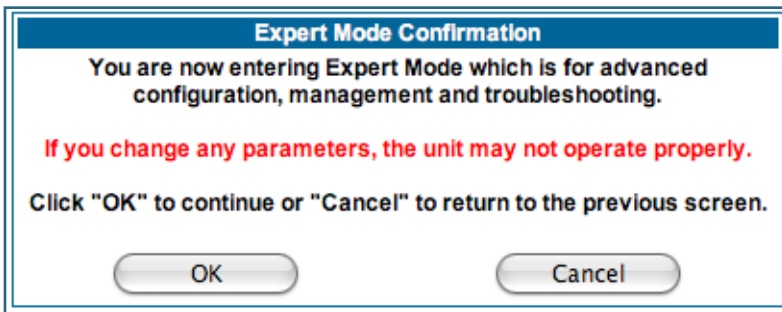 Expert Mode Confirmation
You are now entering Expert Mode which is for advanced
configuration, management and troubleshooting.
If you change any parameters, the unit may not operate properly.
Click "OK" to continue or "Cancel" to return to the previous screen.
OK
Cancel